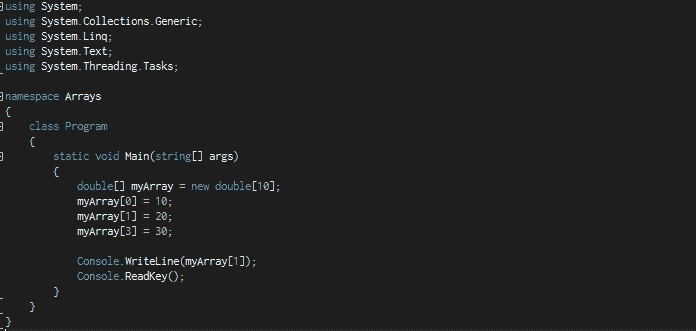 using System;
using System.Collections.Generic;
using System.Linq;
using System.Text;
using System.Threading.Tasks;

namespace Arrays
{
    class Program
    {
        static void Main(string[] args)
        {
            double[] myArray = new double[10];
            myArray[0] = 10;
            myArray[1] = 20;
            myArray[3] = 30;

            Console.WriteLine(myArray[1]);
            Console.ReadKey();
        }
    }
}